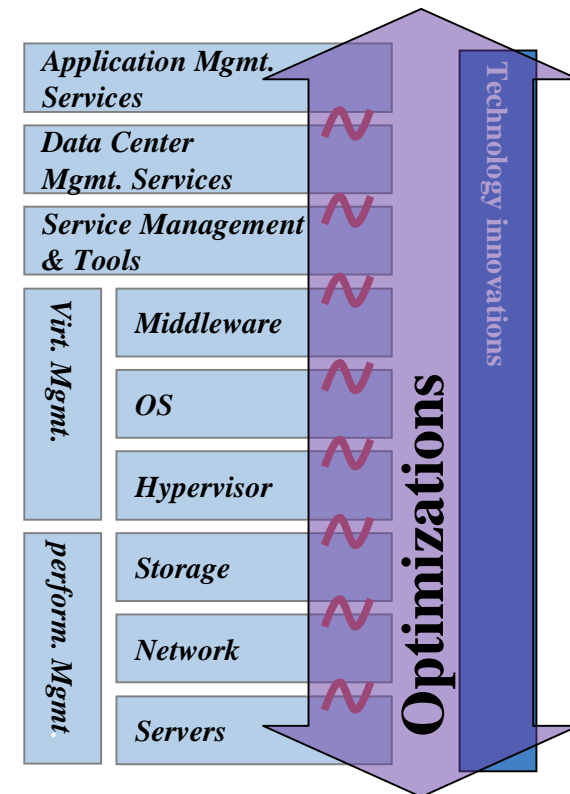 Application Mgmt.
Services
Data Center
Mgmt. Services
Service Management
& Tools
Virt. Mgmt.
Middleware
OS
Hypervisor
perform. Mgmt.
Storage
Network
Servers
Optimizations
Technology innovations